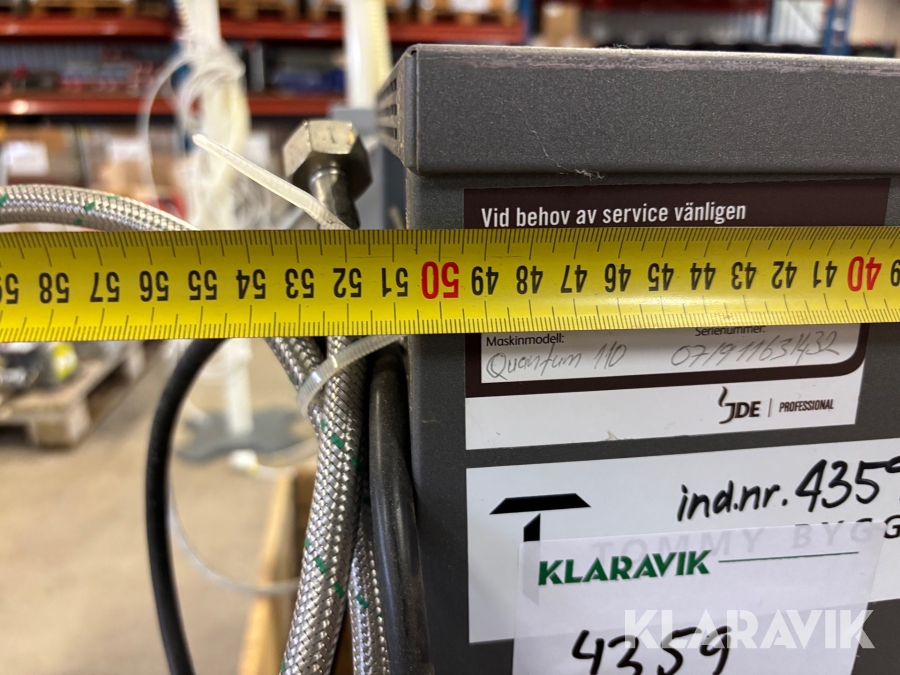 Vid behov av service vänligen
59 58 57 56 55 54 53 52 51 50 49 48 47 46 45 44 43 42 41 40
Maskinmodell: Serienummer:
Quantum 110 071911631432
JDE | PROFESSIONAL
ind.nr. 4359
TOMMY BYGG
KLARAVIK
4359
KLARAVIK